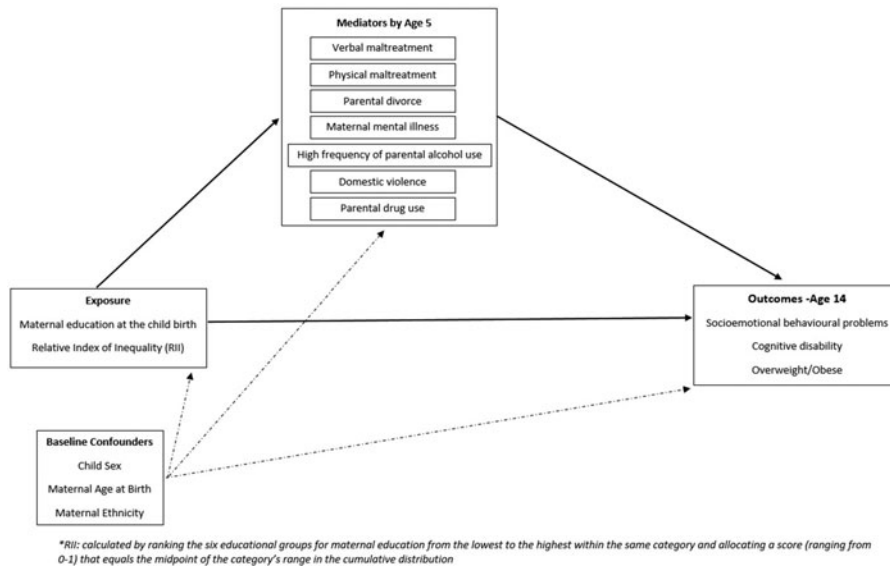 Mediators by Age 5
Verbal maltreatment
Physical maltreatment
Parental divorce
Maternal mental illness
High frequency of parental alcohol use
Domestic violence
Parental drug use
Exposure
Maternal education at the child birth
Relative Index of Inequality (RII)
Outcomes -Age 14
Socioemotional behavioural problems
Cognitive disability
Overweight/Obese
Baseline Confounders
Child Sex
Maternal Age at Birth
Maternal Ethnicity
*RII: calculated by ranking the six educational groups for maternal education from the lowest to the highest within the same category and allocating a score (ranging from
0-1) that equals the midpoint of the category's range in the cumulative distribution